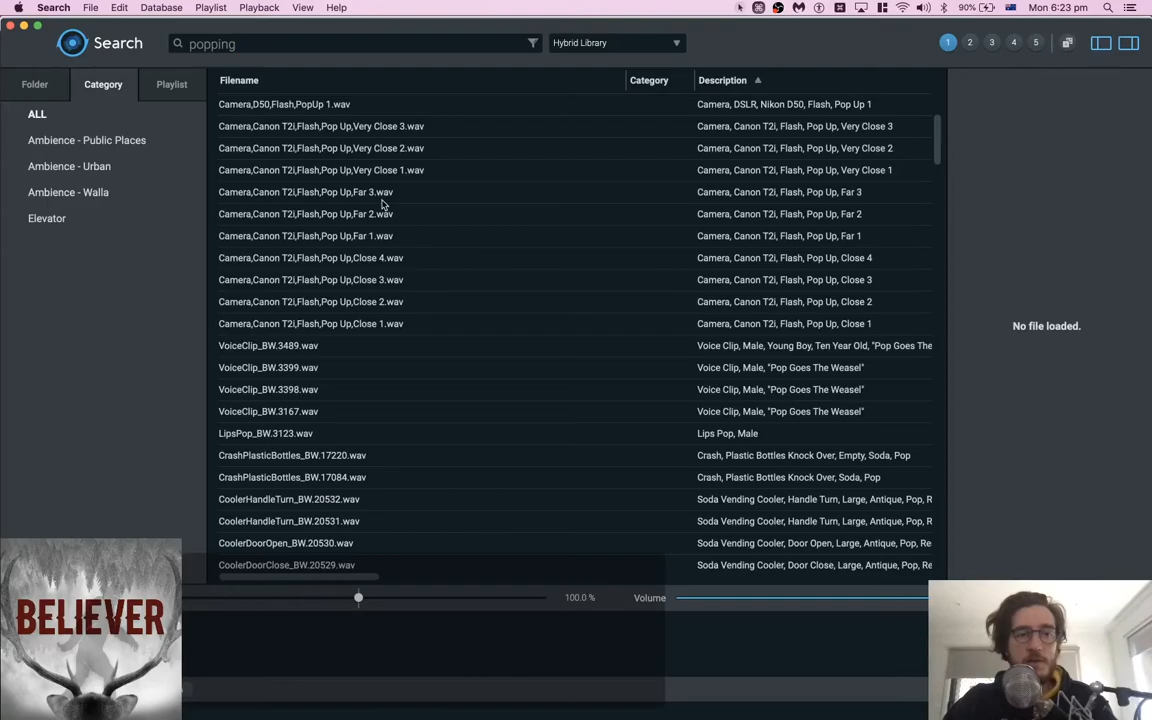 Search File Edit Database Playlist Playback View Help 90% Mon 6:23 pm
Search popping Hybrid Library 1 2 3 4 5
Folder Category Playlist Filename Category Description
ALL
Ambience - Public Places
Ambience - Urban
Ambience - Walla
Elevator
Camera,D50,Flash,PopUp 1.wav Camera, DSLR, Nikon D50, Flash, Pop Up 1
Camera,Canon T2i,Flash,Pop Up,Very Close 3.wav Camera, Canon T2i, Flash, Pop Up, Very Close 3
Camera,Canon T2i,Flash,Pop Up,Very Close 2.wav Camera, Canon T2i, Flash, Pop Up, Very Close 2
Camera,Canon T2i,Flash,Pop Up,Very Close 1.wav Camera, Canon T2i, Flash, Pop Up, Very Close 1
Camera,Canon T2i,Flash,Pop Up,Far 3.wav Camera, Canon T2i, Flash, Pop Up, Far 3
Camera,Canon T2i,Flash,Pop Up,Far 2.wav Camera, Canon T2i, Flash, Pop Up, Far 2
Camera,Canon T2i,Flash,Pop Up,Far 1.wav Camera, Canon T2i, Flash, Pop Up, Far 1
Camera,Canon T2i,Flash,Pop Up,Close 4.wav Camera, Canon T2i, Flash, Pop Up, Close 4
Camera,Canon T2i,Flash,Pop Up,Close 3.wav Camera, Canon T2i, Flash, Pop Up, Close 3
Camera,Canon T2i,Flash,Pop Up,Close 2.wav Camera, Canon T2i, Flash, Pop Up, Close 2
Camera,Canon T2i,Flash,Pop Up,Close 1.wav Camera, Canon T2i, Flash, Pop Up, Close 1
VoiceClip_BW.3489.wav Voice Clip, Male, Young Boy, Ten Year Old, "Pop Goes The
VoiceClip_BW.3399.wav Voice Clip, Male, "Pop Goes The Weasel"
VoiceClip_BW.3398.wav Voice Clip, Male, "Pop Goes The Weasel"
VoiceClip_BW.3167.wav Voice Clip, Male, "Pop Goes The Weasel"
LipsPop_BW.3123.wav Lips Pop, Male
CrashPlasticBottles_BW.17220.wav Crash, Plastic Bottles Knock Over, Empty, Soda, Pop
CrashPlasticBottles_BW.17084.wav Crash, Plastic Bottles Knock Over, Soda, Pop
CoolerHandleTurn_BW.20532.wav Soda Vending Cooler, Handle Turn, Large, Antique, Pop, R
CoolerHandleTurn_BW.20531.wav Soda Vending Cooler, Handle Turn, Large, Antique, Pop, R
CoolerDoorOpen_BW.20530.wav Soda Vending Cooler, Door Open, Large, Antique, Pop, Re
CoolerDoorClose_BW.20529.wav Soda Vending Cooler, Door Close, Large, Antique, Pop, Re
No file loaded.
100.0 % Volume
BELIEVER